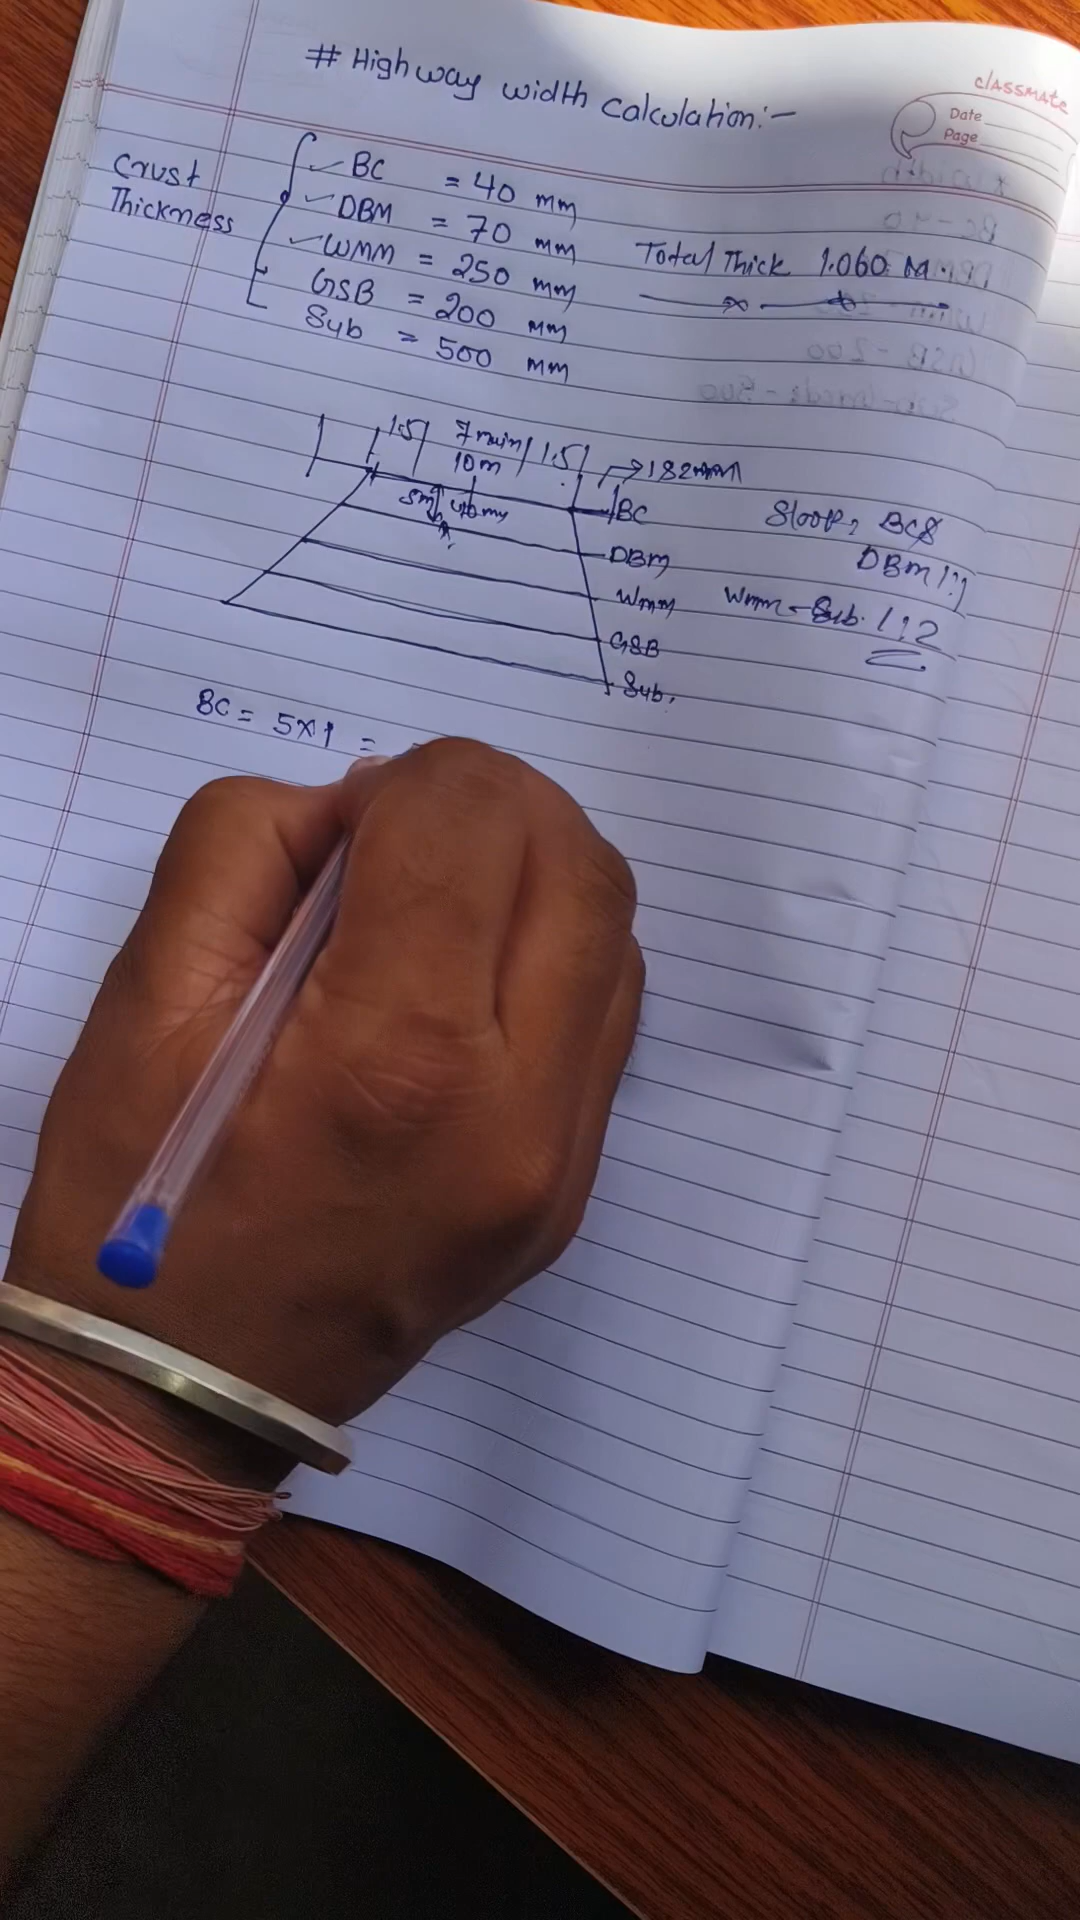 # Highway width Calculation:-
classmate
Date
Page
Crust
Thickness
BC = 40 mm
DBM = 70 mm
WMM = 250 mm
GSB = 200 mm
Sub = 500 mm
Total Thick 1.060 M
1.5 7 main 1.5
10m
5m
BC
DBM
Wmm
GSB
Sub.
Sloop, BC &
DBM 1:1
Wmm - Sub. 1:2
BC = 5x1 =